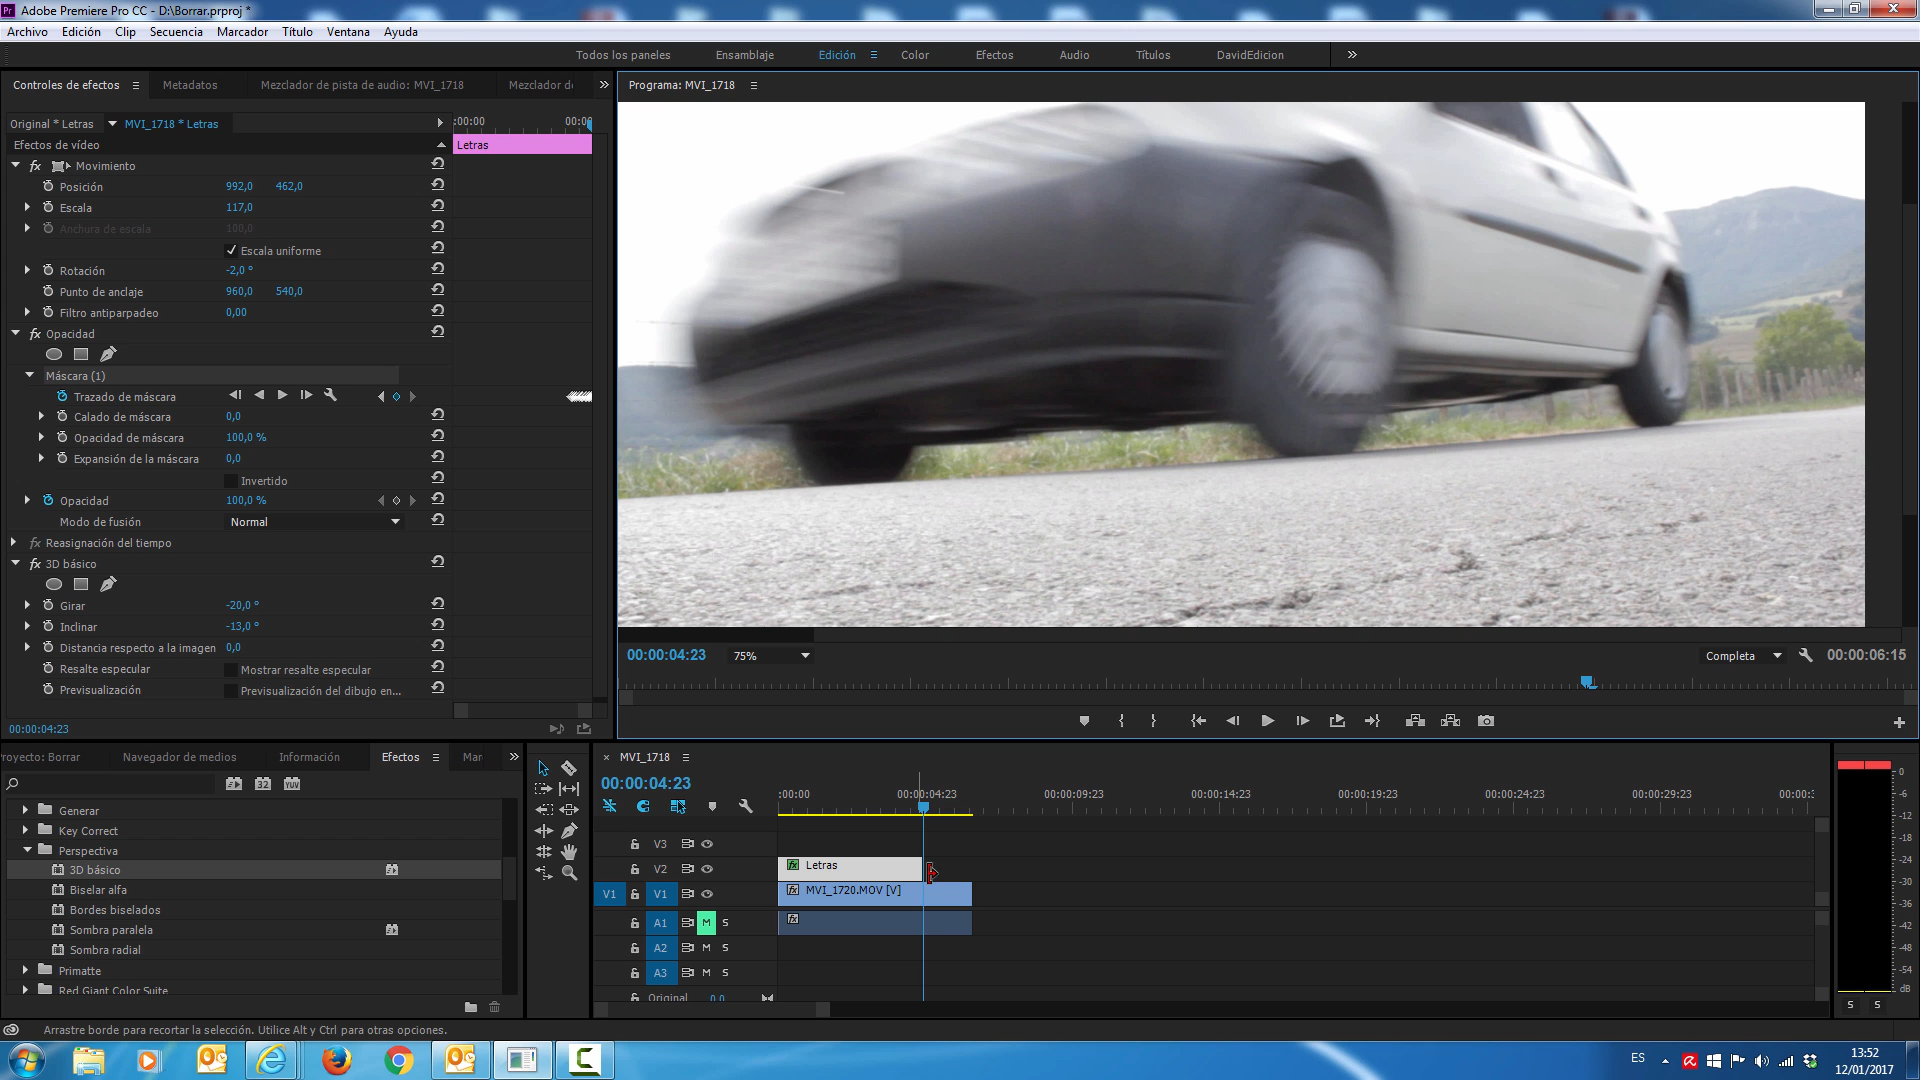 Adobe Premiere Pro CC - D:\Borrar.prproj *
Archivo Edición Clip Secuencia Marcador Título Ventana Ayuda
Todos los paneles Ensamblaje Edición Color Efectos Audio Títulos DavidEdicion
Controles de efectos Metadatos Mezclador de pista de audio: MVI_1718 Mezclador d
Programa: MVI_1718
Original * Letras MVI_1718 * Letras :00:00 00:0
Efectos de vídeo Letras
fx Movimiento
Posición 992,0 462,0
Escala 117,0
Anchura de escala 100,0
Escala uniforme
Rotación -2,0 °
Punto de anclaje 960,0 540,0
Filtro antiparpadeo 0,00
fx Opacidad
Máscara (1)
Trazado de máscara
Calado de máscara 0,0
Opacidad de máscara 100,0 %
Expansión de la máscara 0,0
Invertido
Opacidad 100,0 %
Modo de fusión Normal
fx Reasignación del tiempo
fx 3D básico
Girar -20,0 °
Inclinar -13,0 °
Distancia respecto a la imagen 0,0
Resalte especular Mostrar resalte especular
Previsualización Previsualización del dibujo en...
00:00:04:23
00:00:04:23 75% Completa 00:00:06:15
royecto: Borrar Navegador de medios Información Efectos Mar
32 YUV
Generar
Key Correct
Perspectiva
3D básico
Biselar alfa
Bordes biselados
Sombra paralela
Sombra radial
Primatte
Red Giant Color Suite
× MVI_1718
00:00:04:23
:00:00 00:00:04:23 00:00:09:23 00:00:14:23 00:00:19:23 00:00:24:23 00:00:29:23 00:00:3
V3
V2 fx Letras
V1 V1 fx MVI_1720.MOV [V]
A1 M S fx
A2 M S
A3 M S
Original 0,0
0
-6
-12
-18
-24
-30
-36
-42
-48
-54
dB
S S
Arrastre borde para recortar la selección. Utilice Alt y Ctrl para otras opciones.
ES 13:52
12/01/2017